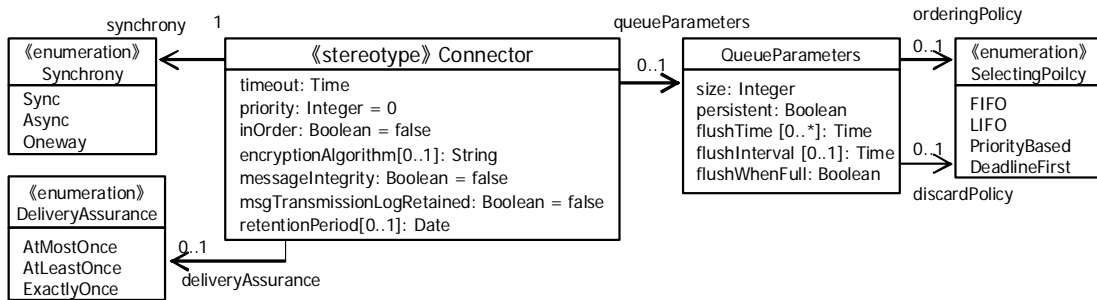 synchrony
1
queueParameters
orderingPolicy
《enumeration》
Synchrony
Sync
Async
Oneway
《stereotype》 Connector
timeout: Time
priority: Integer = 0
inOrder: Boolean = false
encryptionAlgorithm[0..1]: String
messageIntegrity: Boolean = false
msgTransmissionLogRetained: Boolean = false
retentionPeriod[0..1]: Date
0..1
QueueParameters
size: Integer
persistent: Boolean
flushTime [0..*]: Time
flushInterval [0..1]: Time
flushWhenFull: Boolean
0..1
0..1
discardPolicy
《enumeration》
SelectingPoilcy
FIFO
LIFO
PriorityBased
DeadlineFirst
《enumeration》
DeliveryAssurance
AtMostOnce
AtLeastOnce
ExactlyOnce
0..1
deliveryAssurance